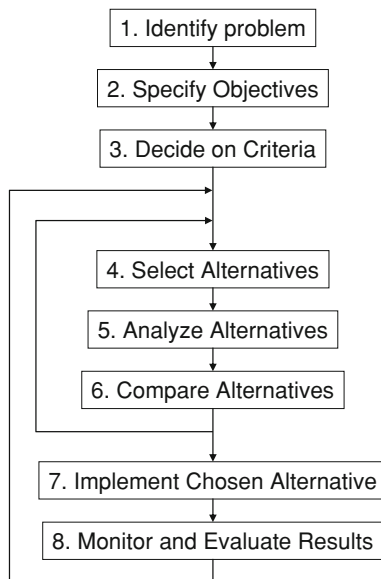 1. Identify problem
2. Specify Objectives
3. Decide on Criteria
4. Select Alternatives
5. Analyze Alternatives
6. Compare Alternatives
7. Implement Chosen Alternative
8. Monitor and Evaluate Results